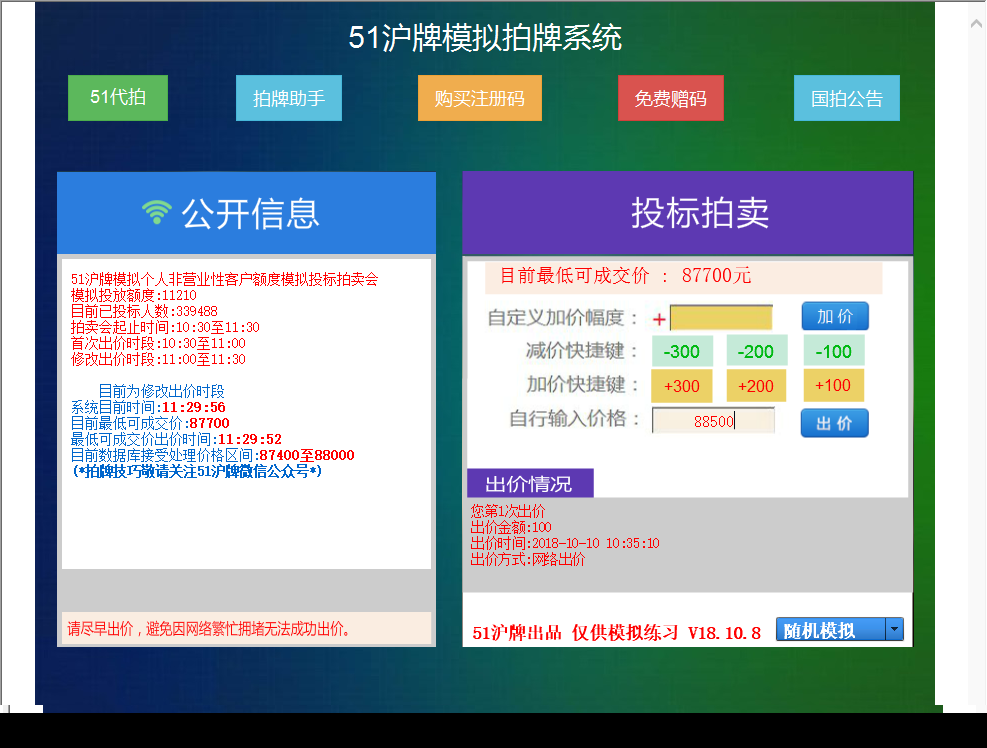 51沪牌模拟拍牌系统
51代拍
拍牌助手
购买注册码
免费赠码
国拍公告
公开信息
51沪牌模拟个人非营业性客户额度模拟投标拍卖会
模拟投放额度:11210
目前已投标人数:339488
拍卖会起止时间:10:30至11:30
首次出价时段:10:30至11:00
修改出价时段:11:00至11:30
目前为修改出价时段
系统目前时间:11:29:56
目前最低可成交价:87700
最低可成交价出价时间:11:29:52
目前数据库接受处理价格区间:87400至88000
(*拍牌技巧敬请关注51沪牌微信公众号*)
请尽早出价，避免因网络繁忙拥堵无法成功出价。
投标拍卖
目前最低可成交价 : 87700元
自定义加价幅度: + 加 价
减价快捷键: -300 -200 -100
加价快捷键: +300 +200 +100
自行输入价格: 88500 出 价
出价情况
您第1次出价
出价金额:100
出价时间:2018-10-10 10:35:10
出价方式:网络出价
51沪牌出品 仅供模拟练习 V18.10.8
随机模拟